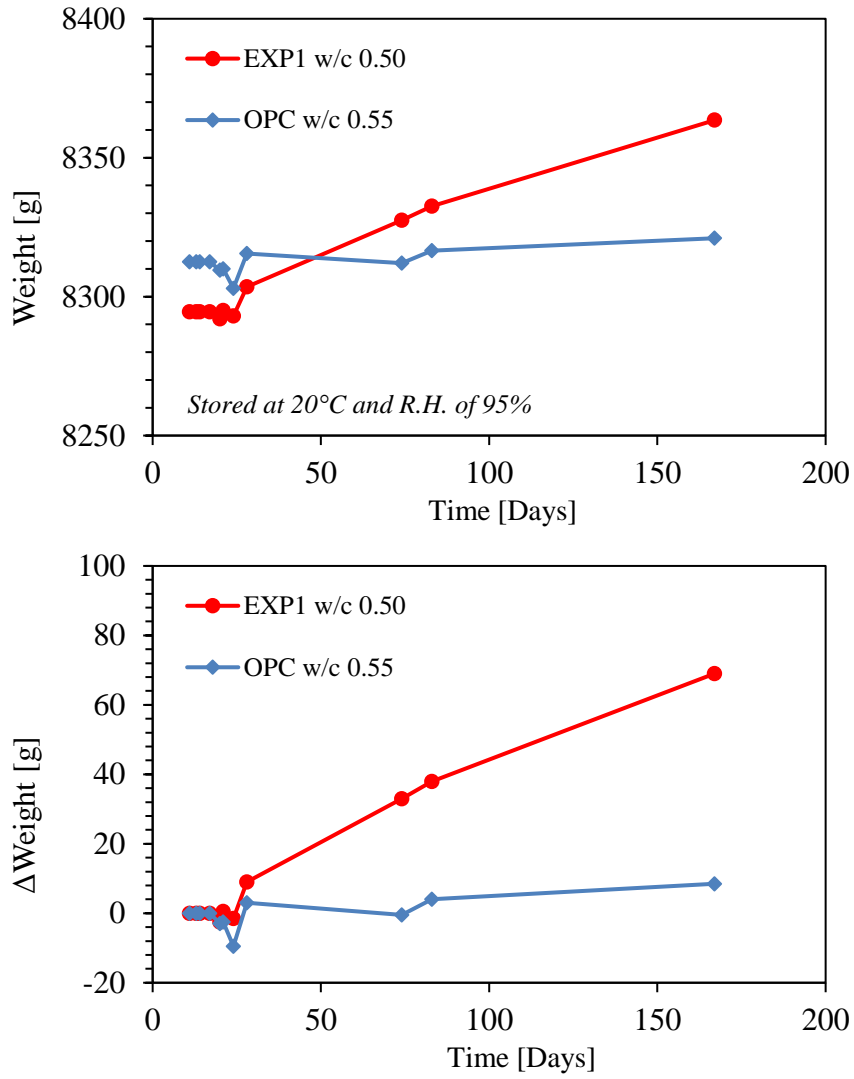 8400
EXP1 w/c 0.50
OPC w/c 0.55
8350
Weight [g]
8300
Stored at 20°C and R.H. of 95%
8250
0 50 100 150 200
Time [Days]
100
EXP1 w/c 0.50
80
OPC w/c 0.55
60
ΔWeight [g]
40
20
0
-20
0 50 100 150 200
Time [Days]